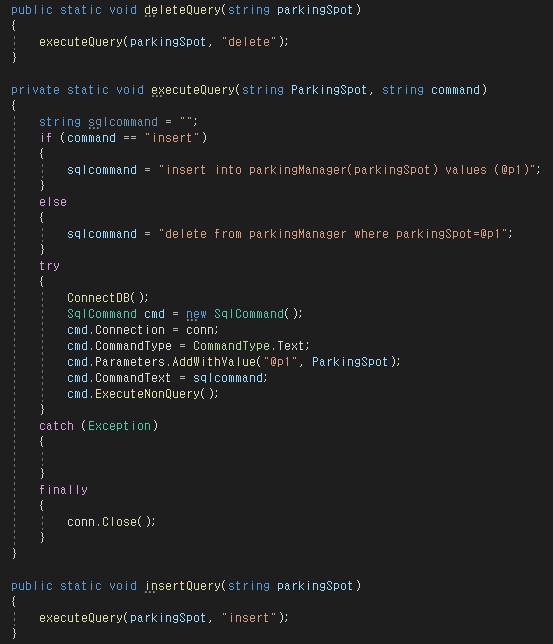 public static void deleteQuery(string parkingSpot)
{
executeQuery(parkingSpot, "delete");
}
private static void executeQuery(string ParkingSpot, string command)
{
string sqlcommand = "";
if (command == "insert")
{
sqlcommand = "insert into parkingManager(parkingSpot) values (@p1)";
}
else
{
sqlcommand = "delete from parkingManager where parkingSpot=@p1";
}
try
{
ConnectDB();
SqlCommand cmd = new SqlCommand();
cmd.Connection = conn;
cmd.CommandType = CommandType.Text;
cmd.Parameters.AddWithValue("@p1", ParkingSpot);
cmd.CommandText = sqlcommand;
cmd.ExecuteNonQuery();
}
catch (Exception)
{
}
finally
{
conn.Close();
}
}
public static void insertQuery(string parkingSpot)
{
executeQuery(parkingSpot, "insert");
}